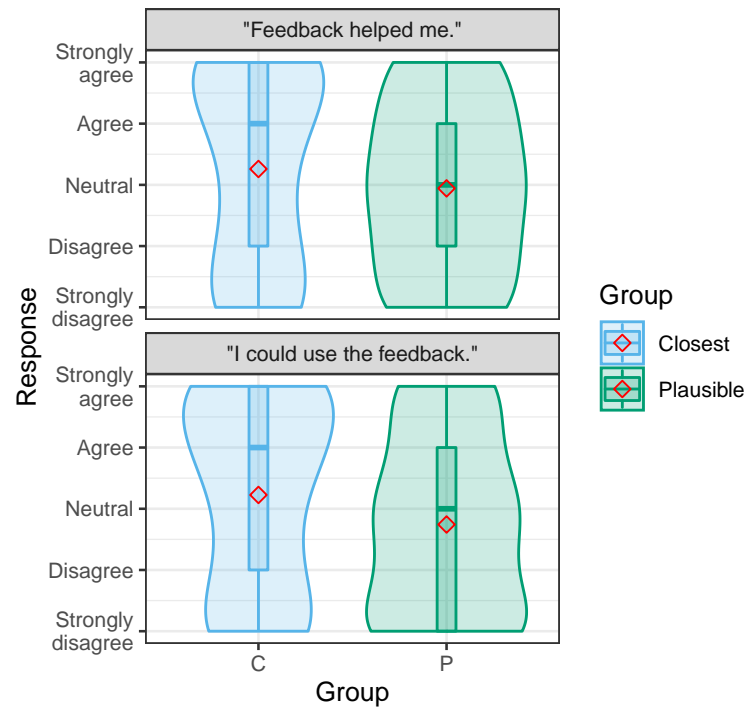 "Feedback helped me."
Strongly
agree
Agree
Neutral
Disagree
Strongly
disagree
"I could use the feedback."
Strongly
agree
Agree
Neutral
Disagree
Strongly
disagree
Response
C
P
Group
Group
Closest
Plausible